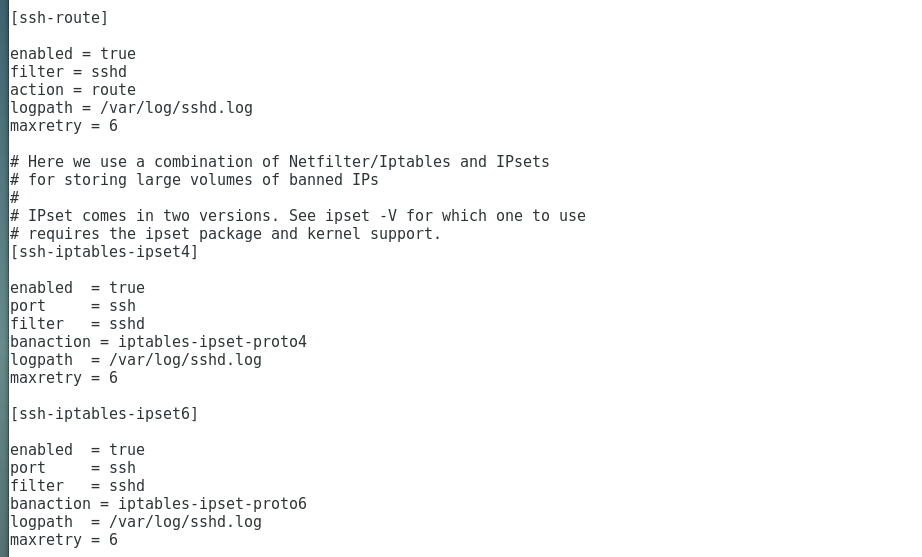 [ssh-route]

enabled = true
filter = sshd
action = route
logpath = /var/log/sshd.log
maxretry = 6

# Here we use a combination of Netfilter/Iptables and IPsets
# for storing large volumes of banned IPs
#
# IPset comes in two versions. See ipset -V for which one to use
# requires the ipset package and kernel support.
[ssh-iptables-ipset4]

enabled  = true
port     = ssh
filter   = sshd
banaction = iptables-ipset-proto4
logpath  = /var/log/sshd.log
maxretry = 6

[ssh-iptables-ipset6]

enabled  = true
port     = ssh
filter   = sshd
banaction = iptables-ipset-proto6
logpath  = /var/log/sshd.log
maxretry = 6